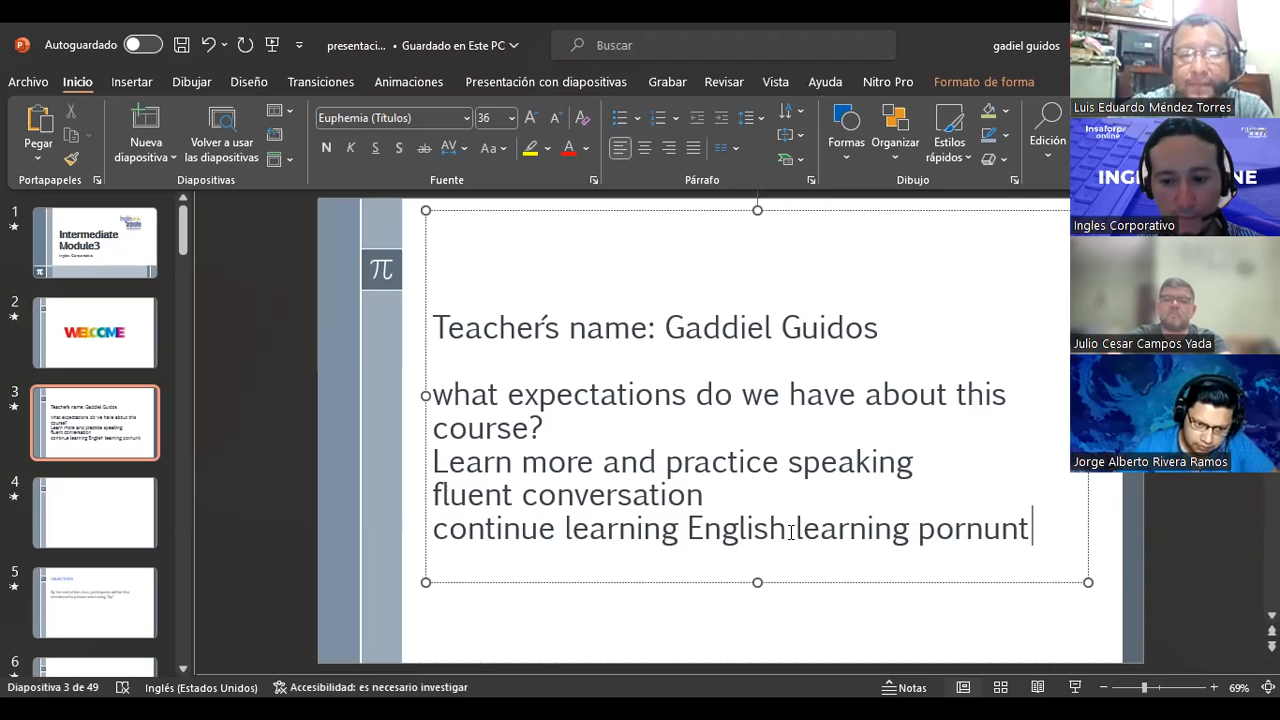 Autoguardado
presentaci... • Guardado en Este PC
Buscar
gadiel guidos
Archivo Inicio Insertar Dibujar Diseño Transiciones Animaciones Presentación con diapositivas Grabar Revisar Vista Ayuda Nitro Pro Formato de forma
Euphemia (Títulos) 36
Pegar
Nueva diapositiva
Volver a usar las diapositivas
N K S S ab AV Aa A
Formas Organizar Estilos rápidos Edición
Portapapeles Diapositivas Fuente Párrafo Dibujo
1
Intermediate
Module3
Ingles Corporativo
π
2
WELCOME
3
Teacher´s name: Gaddiel Guidos
what expectations do we have about this
course?
Learn more and practice speaking
fluent conversation
continue learning English learning pornunt
4
5
OBJECTIVES
6
π
Teacher´s name: Gaddiel Guidos
what expectations do we have about this
course?
Learn more and practice speaking
fluent conversation
continue learning English learning pornunt
Luis Eduardo Méndez Torres
Insaforp
online
INGL
NE
Ingles Corporativo
Julio Cesar Campos Yada
Jorge Alberto Rivera Ramos
Diapositiva 3 de 49 Inglés (Estados Unidos) Accesibilidad: es necesario investigar Notas 69%